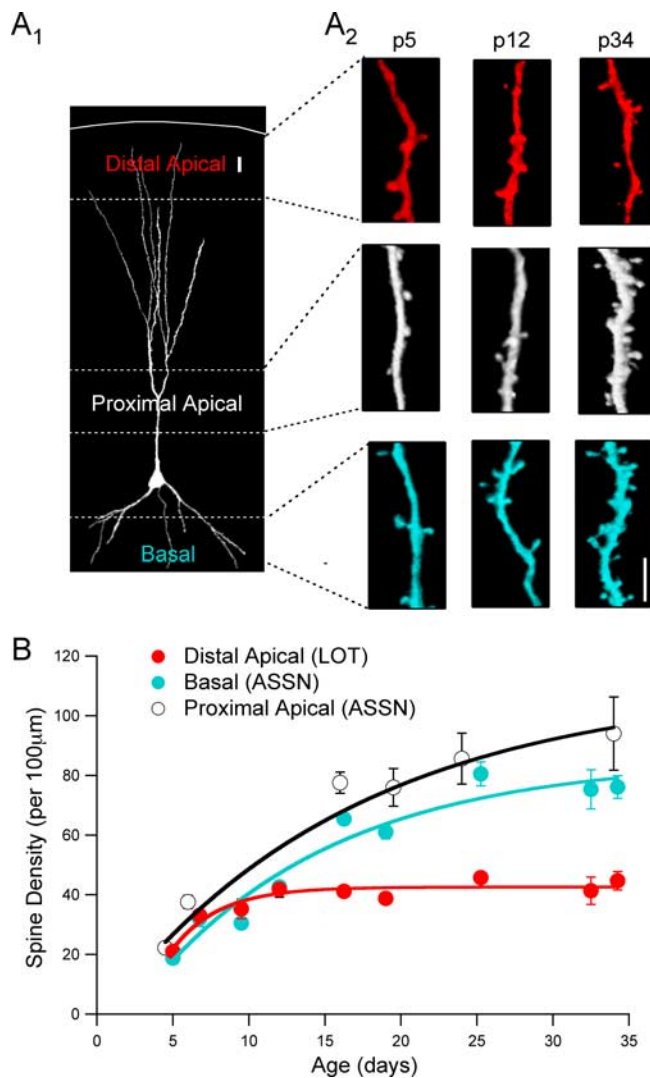 A1
A2
p5 p12 p34
Distal Apical
Proximal Apical
Basal
B
Distal Apical (LOT)
Basal (ASSN)
Proximal Apical (ASSN)
120
100
80
60
40
20
0
Spine Density (per 100μm)
0 5 10 15 20 25 30 35
Age (days)